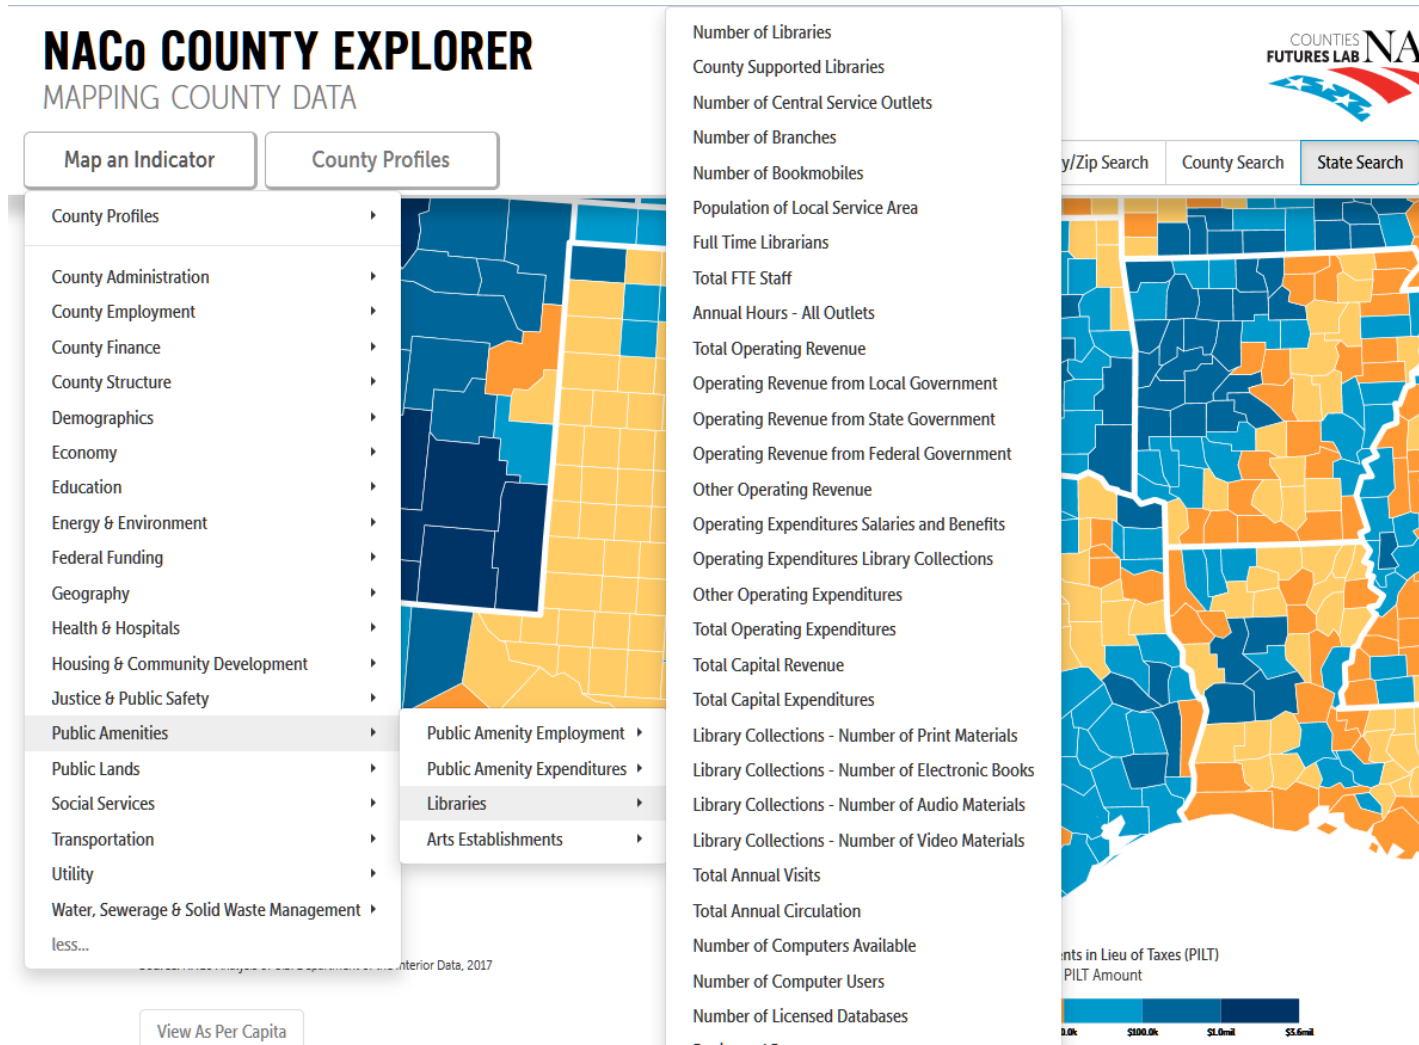 NACo COUNTY EXPLORER
MAPPING COUNTY DATA
COUNTIES
FUTURES LAB
Map an Indicator
County Profiles
y/Zip Search
County Search
State Search
County Profiles
County Administration
County Employment
County Finance
County Structure
Demographics
Economy
Education
Energy & Environment
Federal Funding
Geography
Health & Hospitals
Housing & Community Development
Justice & Public Safety
Public Amenities
Public Lands
Social Services
Transportation
Utility
Water, Sewerage & Solid Waste Management
less...
Public Amenity Employment
Public Amenity Expenditures
Libraries
Arts Establishments
Number of Libraries
County Supported Libraries
Number of Central Service Outlets
Number of Branches
Number of Bookmobiles
Population of Local Service Area
Full Time Librarians
Total FTE Staff
Annual Hours - All Outlets
Total Operating Revenue
Operating Revenue from Local Government
Operating Revenue from State Government
Operating Revenue from Federal Government
Other Operating Revenue
Operating Expenditures Salaries and Benefits
Operating Expenditures Library Collections
Other Operating Expenditures
Total Operating Expenditures
Total Capital Revenue
Total Capital Expenditures
Library Collections - Number of Print Materials
Library Collections - Number of Electronic Books
Library Collections - Number of Audio Materials
Library Collections - Number of Video Materials
Total Annual Visits
Total Annual Circulation
Number of Computers Available
Number of Computer Users
Number of Licensed Databases
nterior Data, 2017
View As Per Capita
nts in Lieu of Taxes (PILT)
PILT Amount
$100.0k $1.0mil $3.6mil